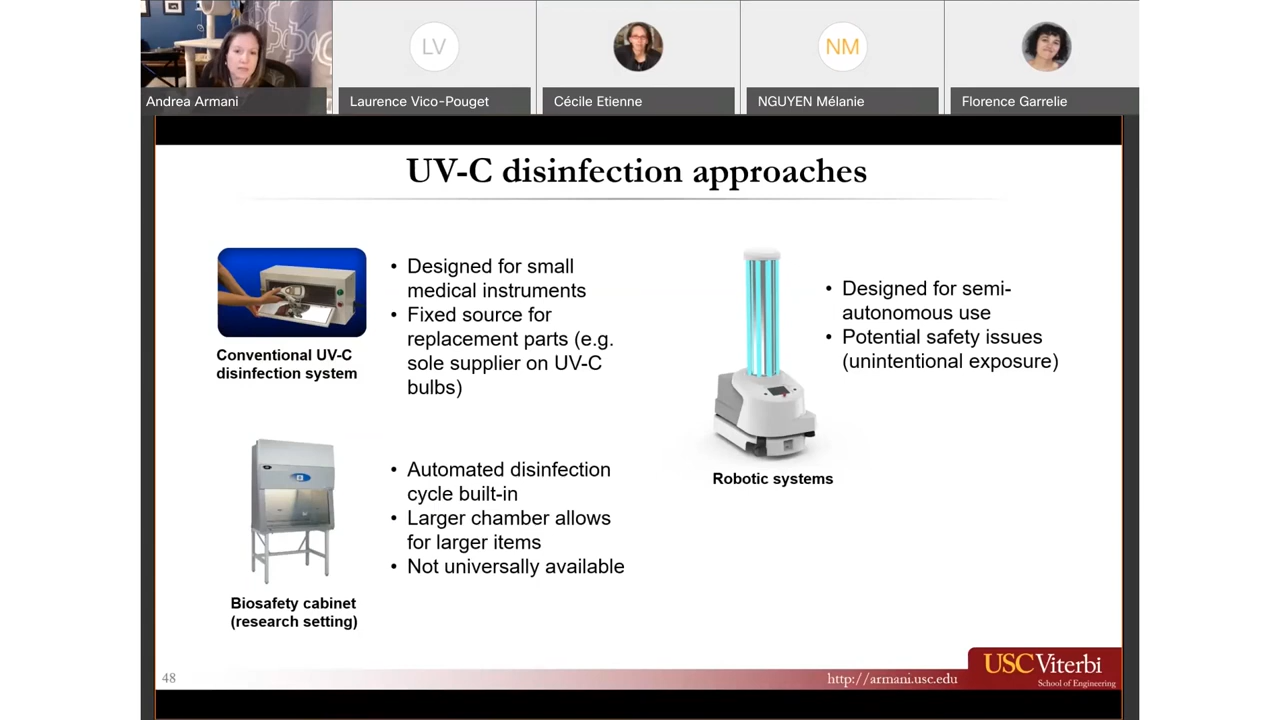 Andrea Armani
LV
Laurence Vico-Pouget
Cécile Etienne
NM
NGUYEN Mélanie
Florence Garrelie
UV-C disinfection approaches
Conventional UV-C
disinfection system
• Designed for small
medical instruments
• Fixed source for
replacement parts (e.g.
sole supplier on UV-C
bulbs)
Biosafety cabinet
(research setting)
• Automated disinfection
cycle built-in
• Larger chamber allows
for larger items
• Not universally available
Robotic systems
• Designed for semi-
autonomous use
• Potential safety issues
(unintentional exposure)
48
http://armani.usc.edu
USC Viterbi
School of Engineering